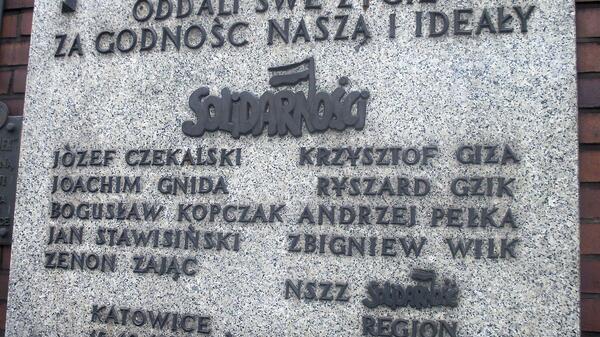 ODDALI SWE ŻYCIE
ZA GODNOŚĆ NASZĄ I IDEAŁY
SOLIDARNOŚCI
JÓZEF CZEKALSKI KRZYSZTOF GIZA
JOACHIM GNIDA RYSZARD GZIK
BOGUSŁAW KOPCZAK ANDRZEJ PEŁKA
JAN STAWISIŃSKI ZBIGNIEW WILK
ZENON ZAJĄC
NSZZ SOLIDARNOŚĆ
KATOWICE REGION